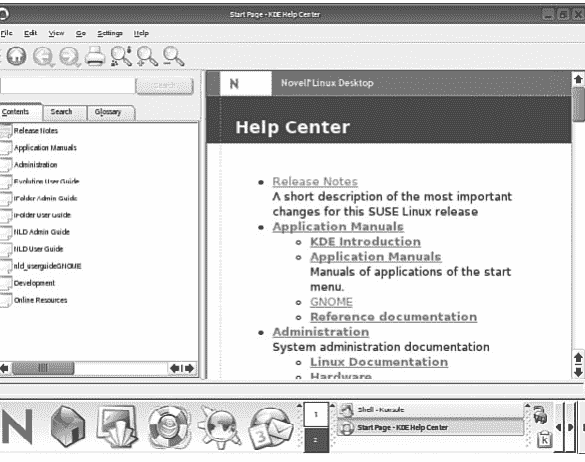 Start Page - KDE Help Center
File Edit View Go Settings Help
Search
Contents Search Glossary
Release Notes
Application Manuals
Administration
Evolution User Guide
iFolder Admin Guide
iFolder User Guide
NLD Admin Guide
NLD User Guide
nld_userguideGNOME
Development
Online Resources
N Novell® Linux Desktop
Help Center
Release Notes
A short description of the most important
changes for this SUSE Linux release
Application Manuals
KDE Introduction
Application Manuals
Manuals of applications of the start
menu.
GNOME
Reference documentation
Administration
System administration documentation
Linux Documentation
Hardware
N
3
1
2
Shell - Konsole
Start Page - KDE Help Center
k